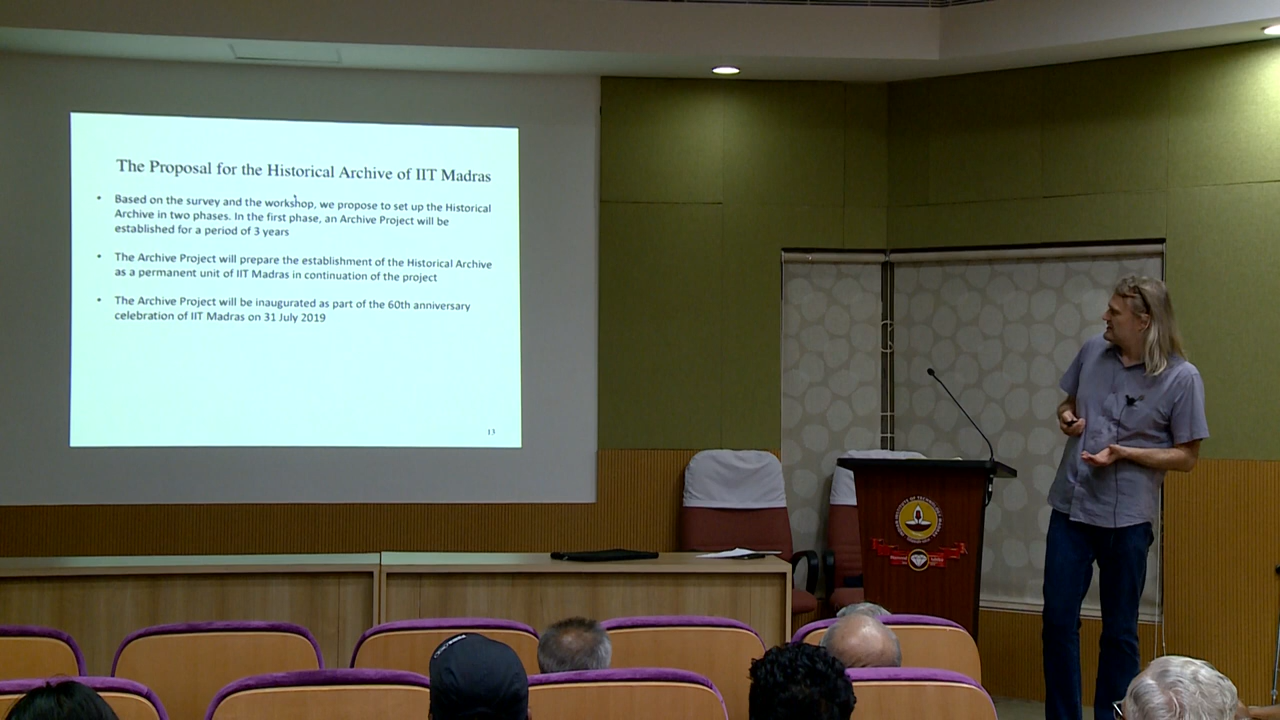 The Proposal for the Historical Archive of IIT Madras
• Based on the survey and the workshop, we propose to set up the Historical
Archive in two phases. In the first phase, an Archive Project will be
established for a period of 3 years
• The Archive Project will prepare the establishment of the Historical Archive
as a permanent unit of IIT Madras in continuation of the project
• The Archive Project will be inaugurated as part of the 60th anniversary
celebration of IIT Madras on 31 July 2019
13